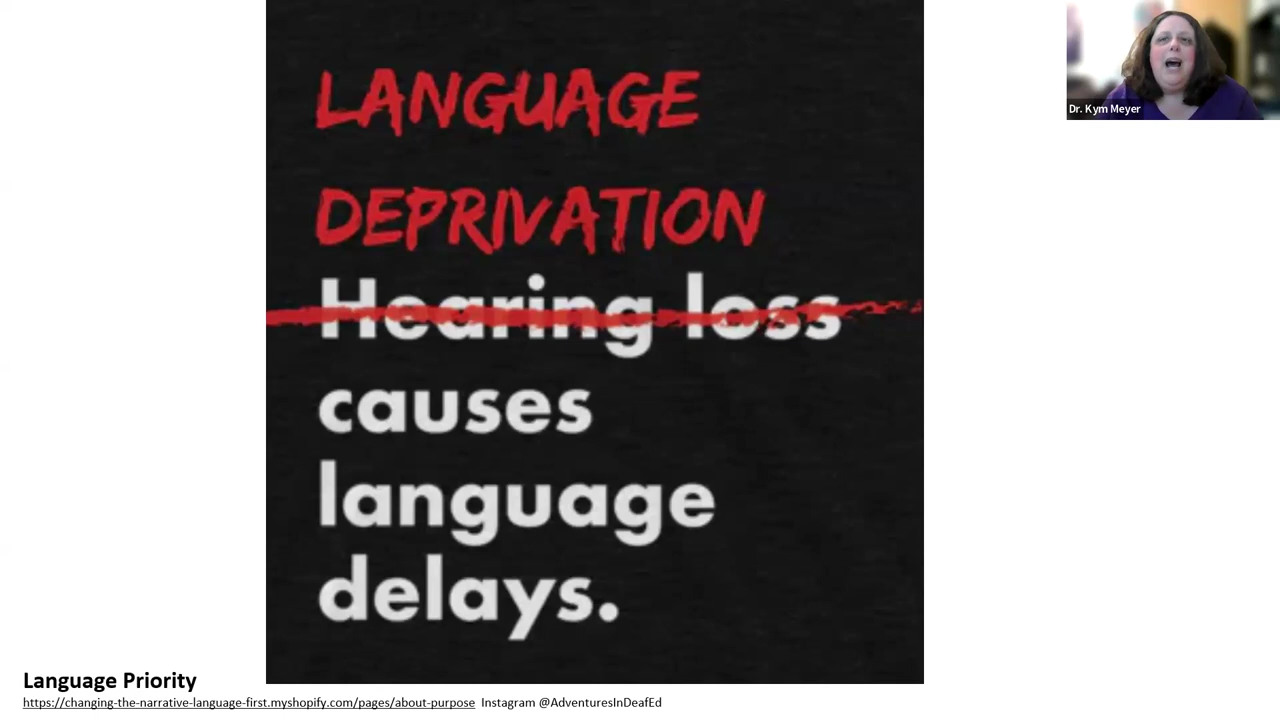 LANGUAGE
DEPRIVATION
Hearing loss
causes
language
delays.
Dr. Kym Meyer
Language Priority
https://changing-the-narrative-language-first.myshopify.com/pages/about-purpose Instagram @AdventuresInDeafEd